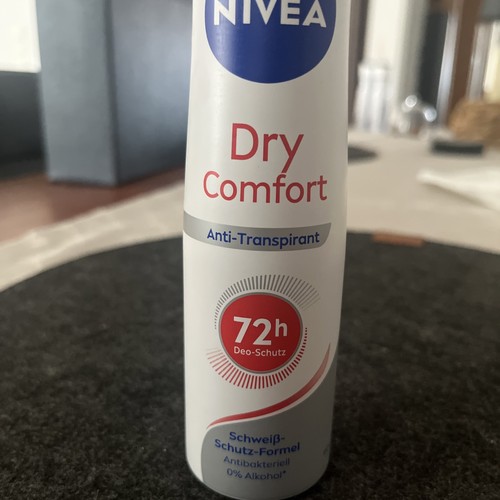 NIVEA
Dry
Comfort
Anti-Transpirant
72h
Deo-Schutz
Schweiß-
Schutz-Formel
Antibakteriell
0% Alkohol*